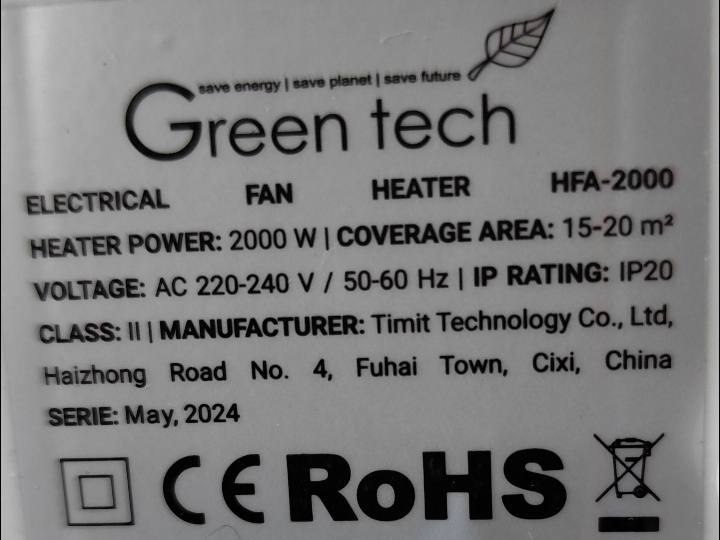 save energy | save planet | save future
Green tech
ELECTRICAL FAN HEATER HFA-2000
HEATER POWER: 2000 W | COVERAGE AREA: 15-20 m²
VOLTAGE: AC 220-240 V / 50-60 Hz | IP RATING: IP20
CLASS: II | MANUFACTURER: Timit Technology Co., Ltd,
Haizhong Road No. 4, Fuhai Town, Cixi, China
SERIE: May, 2024
CE RoHS